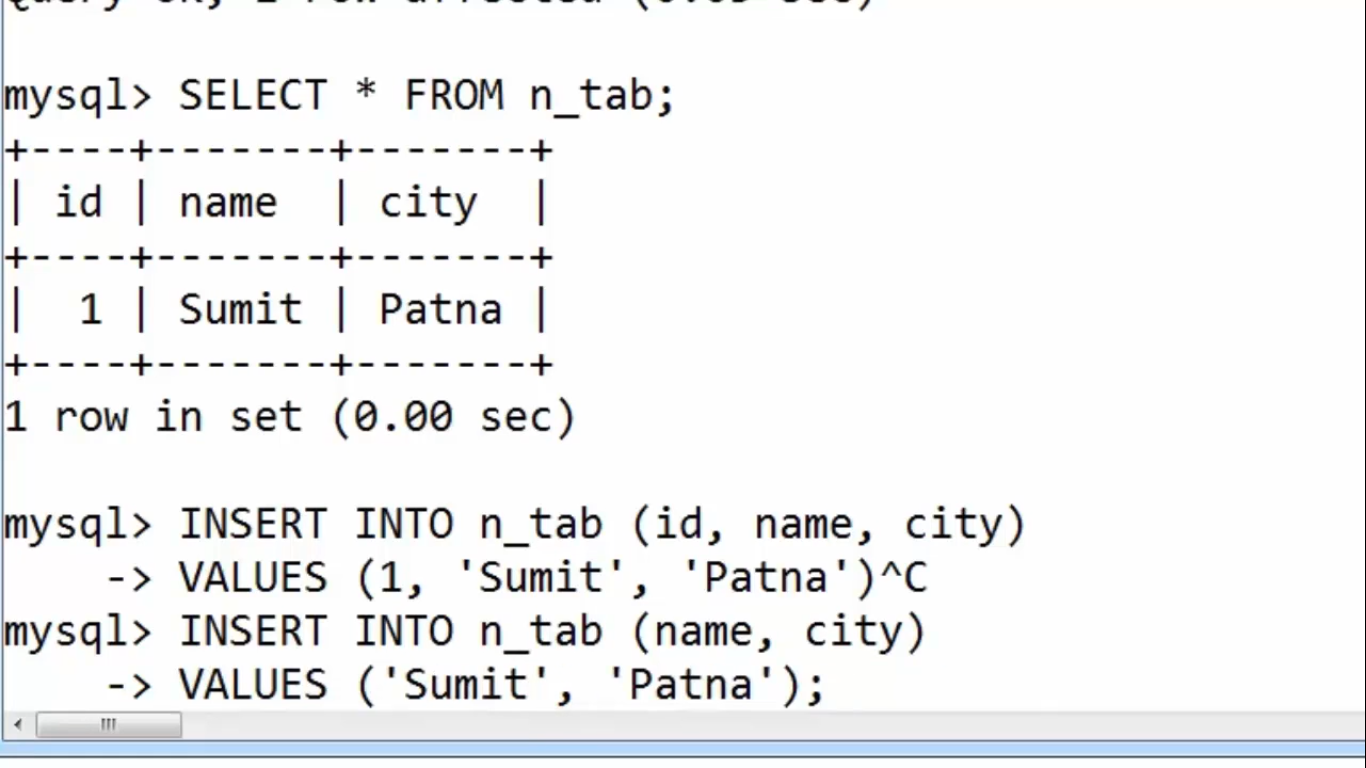 mysql> SELECT * FROM n_tab;
+----+-------+-------+
| id | name  | city  |
+----+-------+-------+
|  1 | Sumit | Patna |
+----+-------+-------+
1 row in set (0.00 sec)
mysql> INSERT INTO n_tab (id, name, city)
    -> VALUES (1, 'Sumit', 'Patna')^C
mysql> INSERT INTO n_tab (name, city)
    -> VALUES ('Sumit', 'Patna');